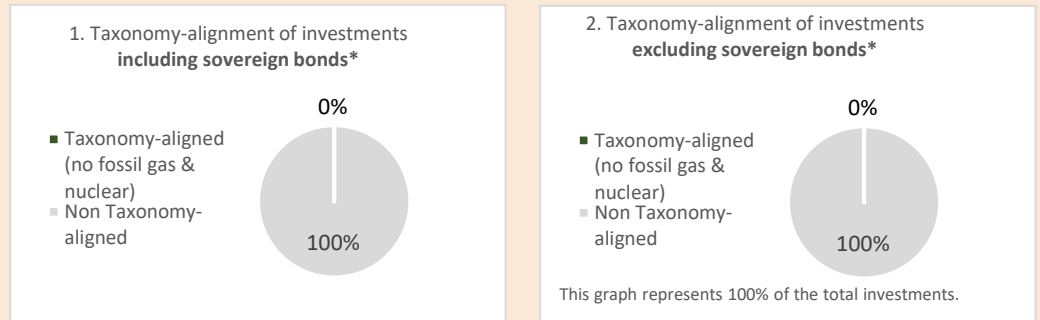 1. Taxonomy-alignment of investments
including sovereign bonds*
0%
Taxonomy-aligned
(no fossil gas &
nuclear)
Non Taxonomy-
aligned
100%
2. Taxonomy-alignment of investments
excluding sovereign bonds*
0%
Taxonomy-aligned
(no fossil gas &
nuclear)
Non Taxonomy-
aligned
100%
This graph represents 100% of the total investments.